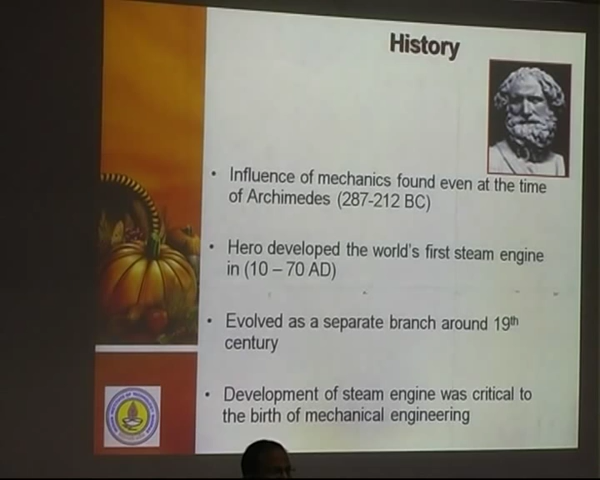 History
• Influence of mechanics found even at the time
of Archimedes (287-212 BC)
• Hero developed the world's first steam engine
in (10 – 70 AD)
• Evolved as a separate branch around 19th
century
• Development of steam engine was critical to
the birth of mechanical engineering